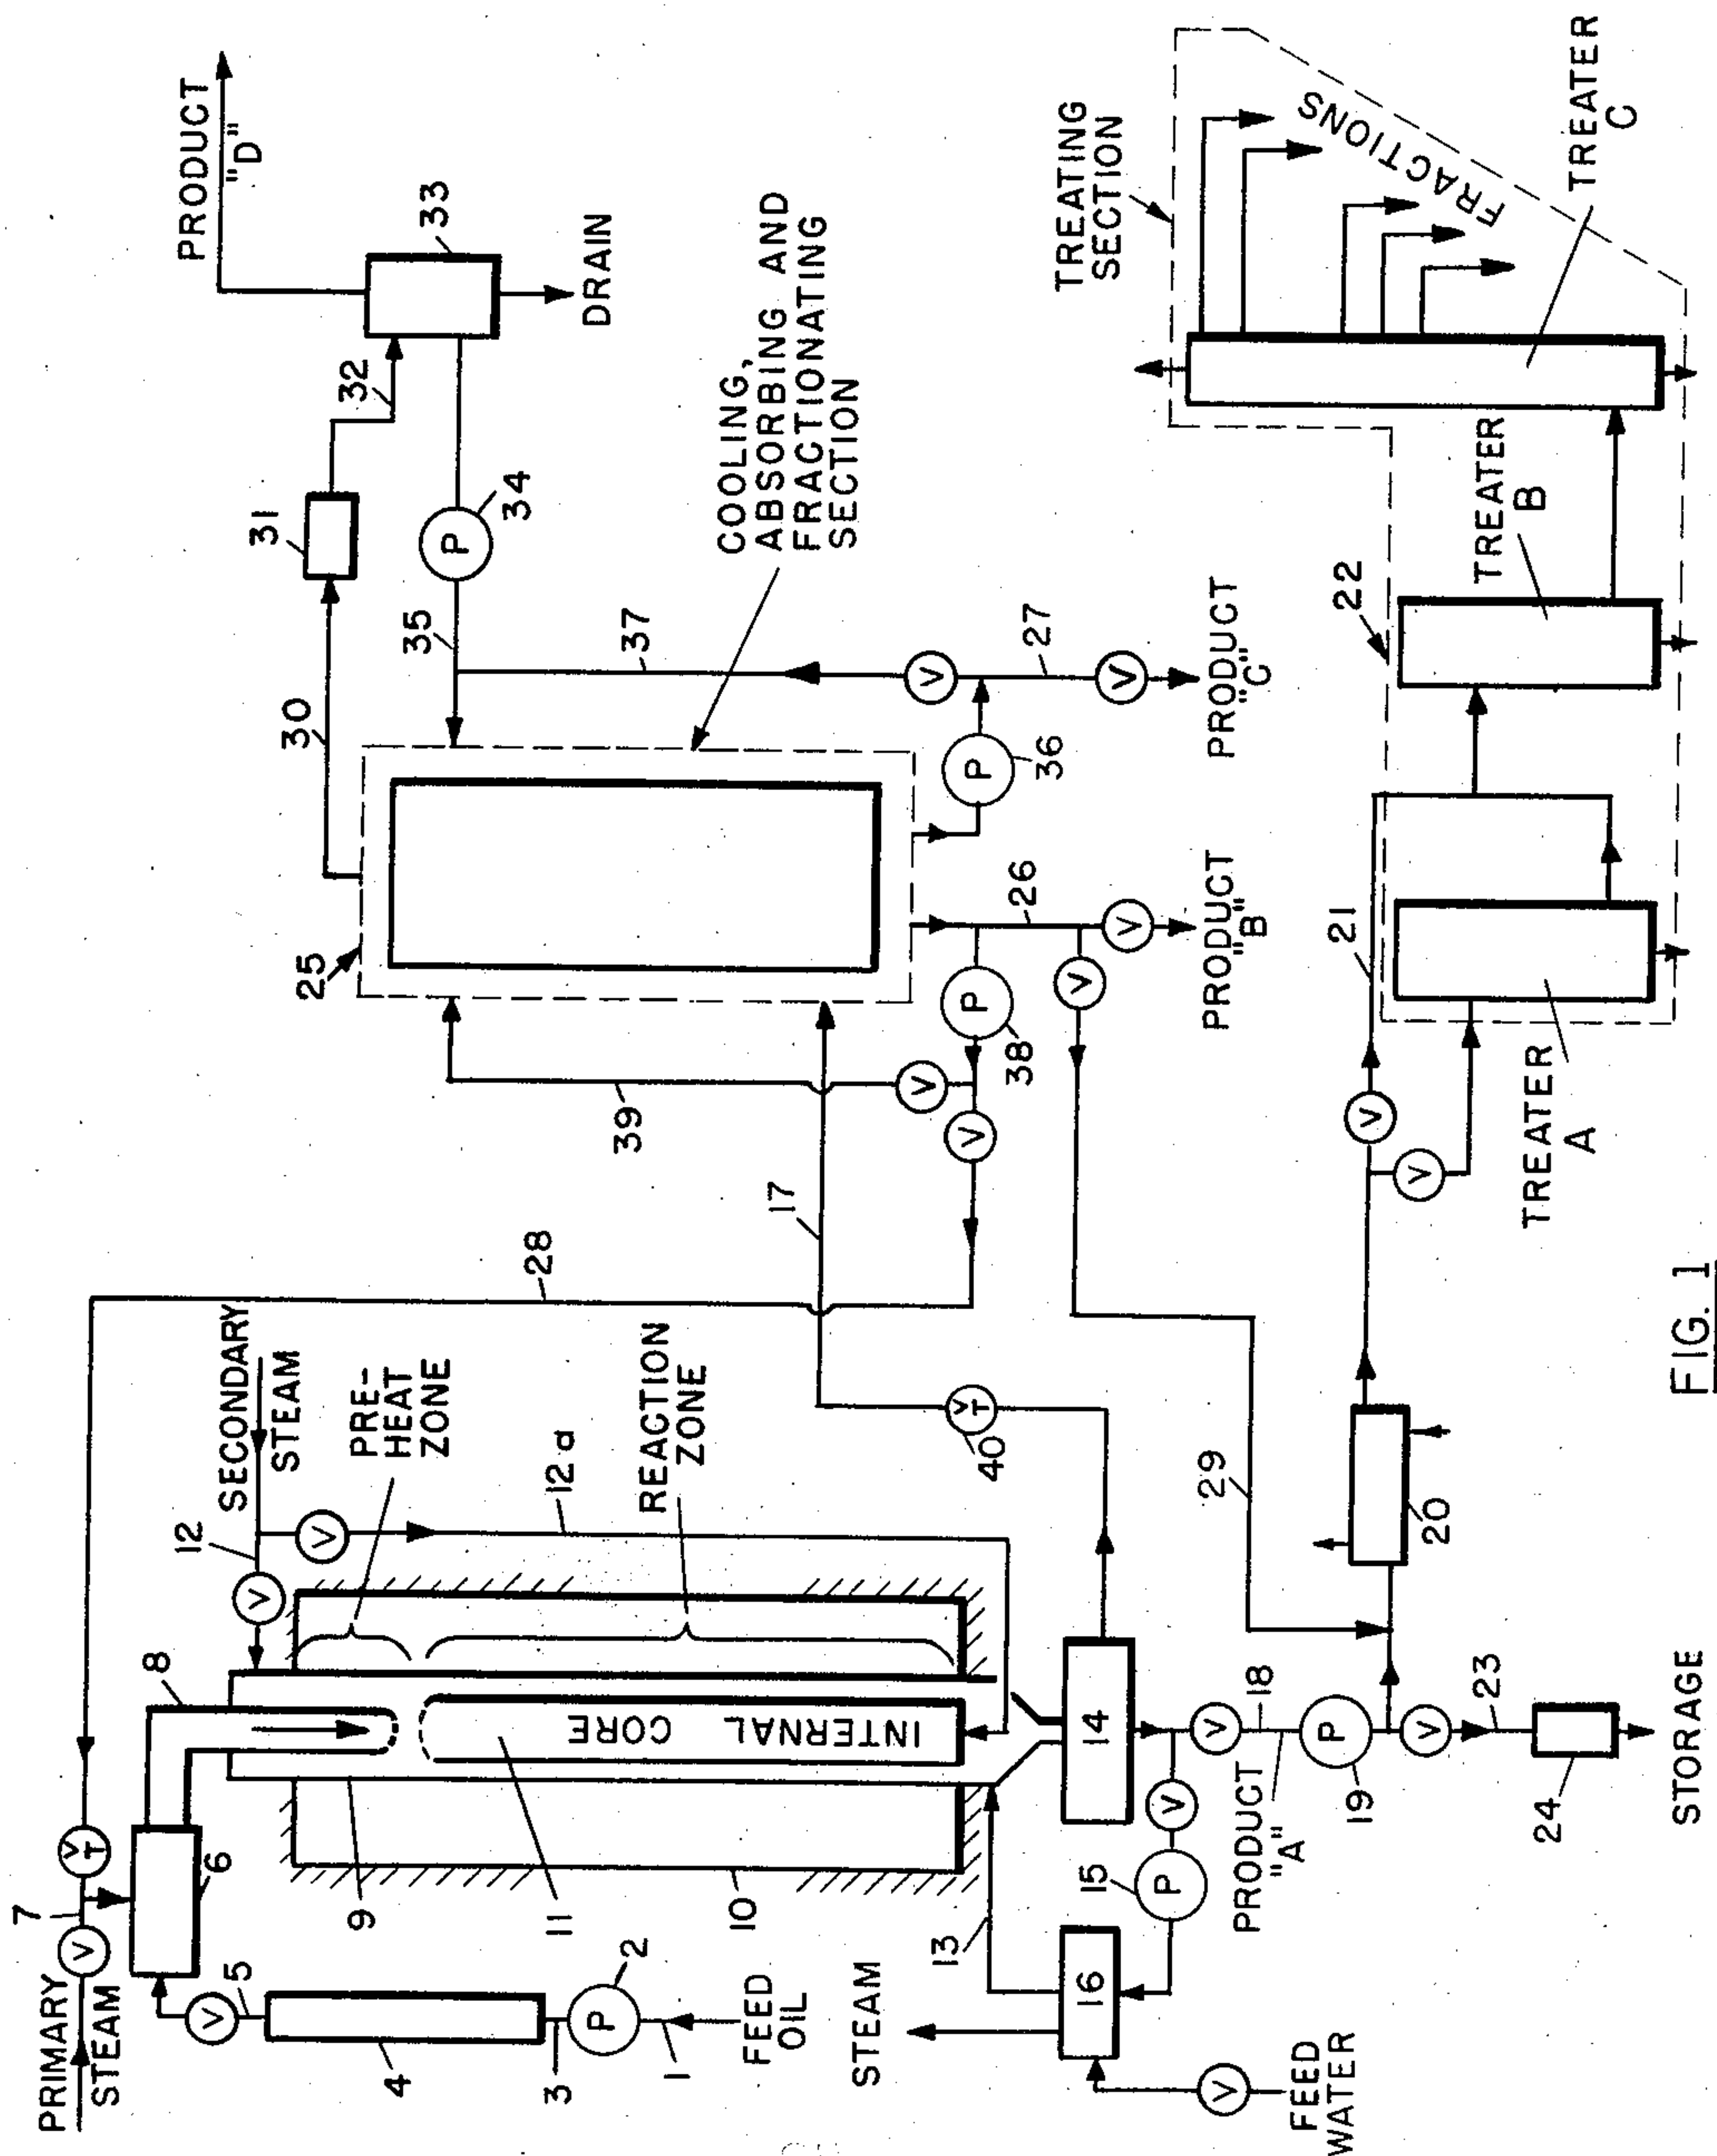 PRODUCT
"D"
33
32
DRAIN
31
30
P
34
35
37
COOLING,
ABSORBING AND
FRACTIONATING
SECTION
25
V
27
V
PRODUCT
"C"
P
36
26
V
PRODUCT
"B"
V
P
38
V
V
39
17
28
TREATING
SECTION
FRACTIONS
TREATER
C
TREATER
B
22
21
TREATER
A
V
V
PRIMARY
STEAM
7
V
VT
6
8
12
SECONDARY
STEAM
V
V
PRE-
HEAT
ZONE
12a
REACTION
ZONE
INTERNAL CORE
9
11
10
5
V
4
3
P
2
1
FEED
OIL
STEAM
13
14
VT
40
15
P
V
16
V
FEED
WATER
V
18
PRODUCT
"A"
P
19
V
23
24
STORAGE
20
29
FIG. 1